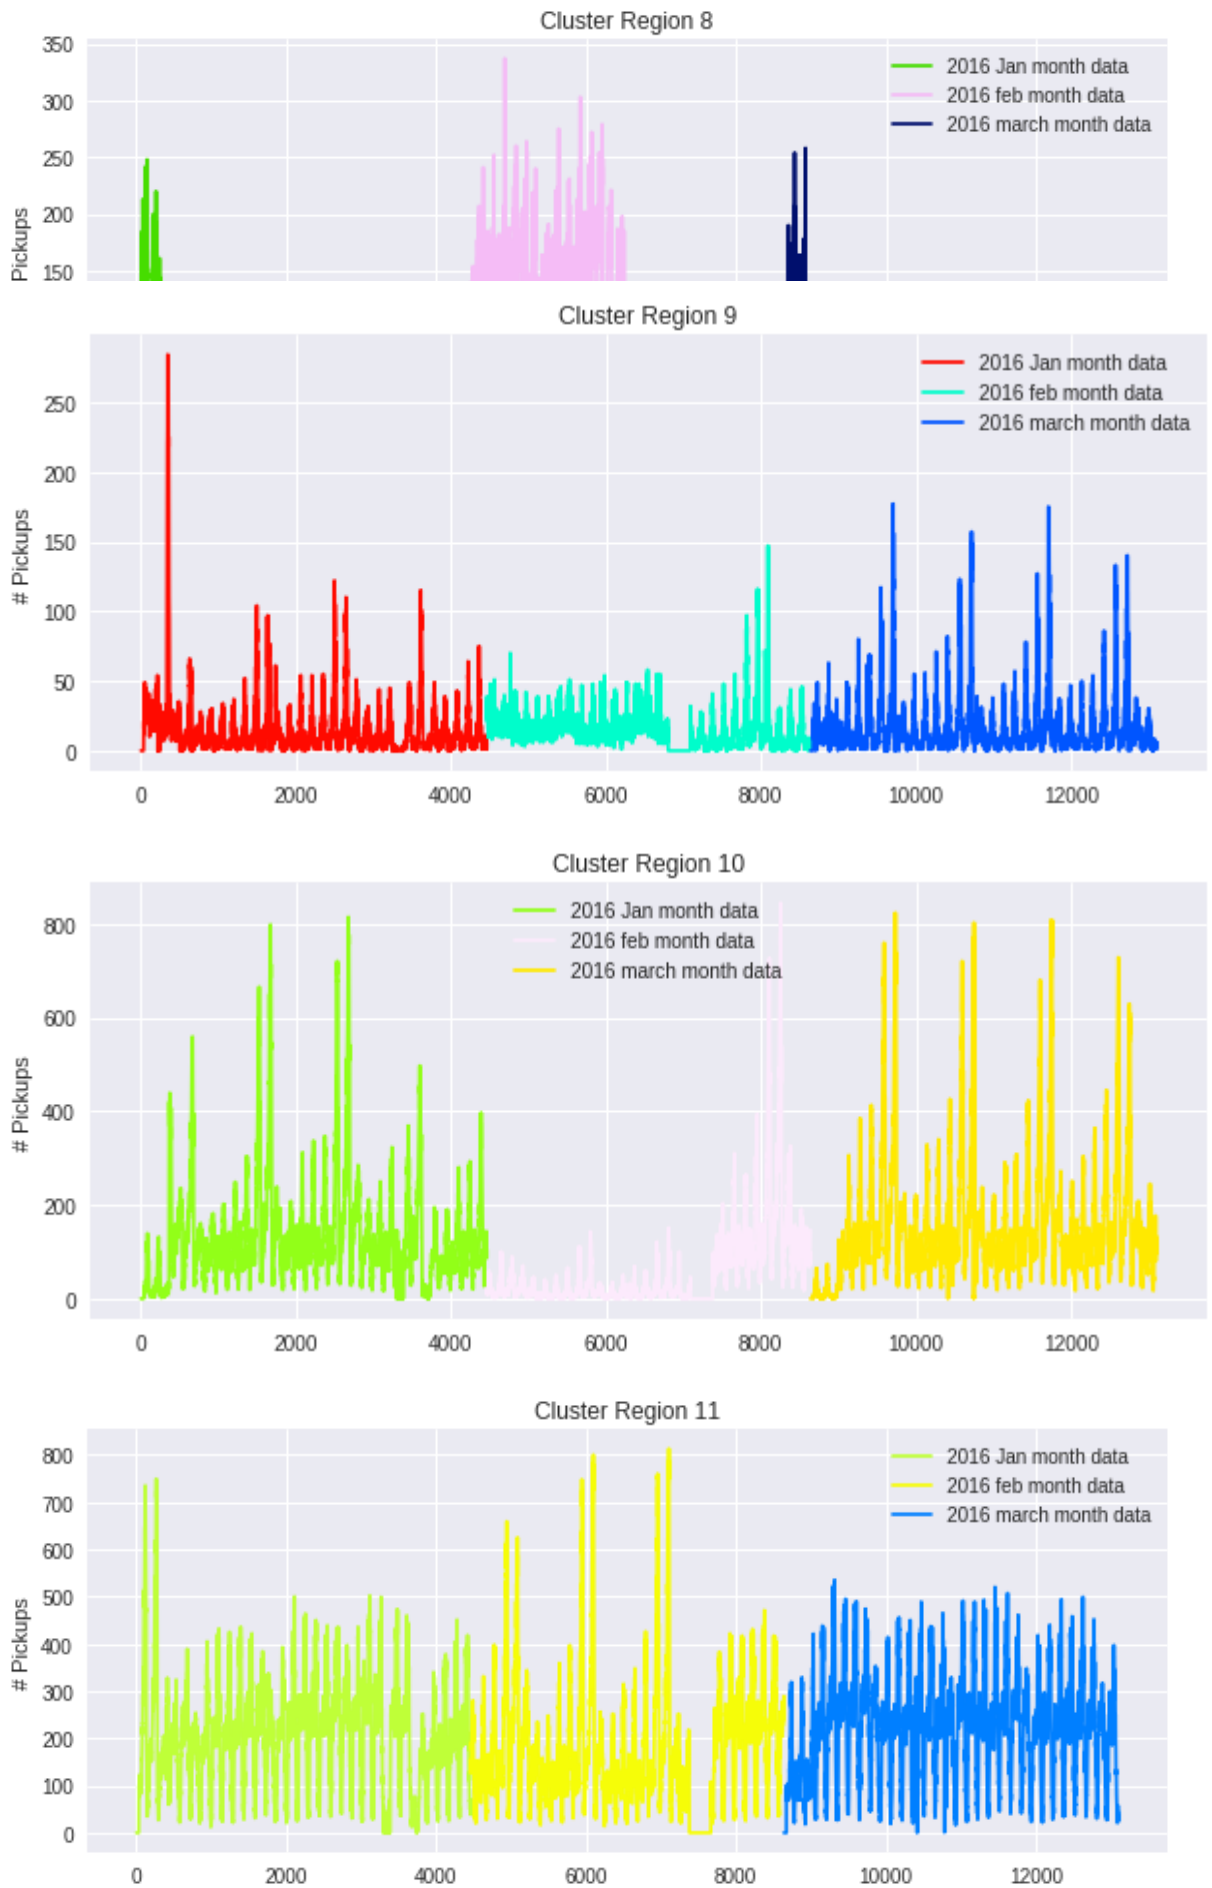 Cluster Region 8
350
300
250
200
150
Pickups
2016 Jan month data
2016 feb month data
2016 march month data
Cluster Region 9
250
200
150
100
50
0
# Pickups
2016 Jan month data
2016 feb month data
2016 march month data
0 2000 4000 6000 8000 10000 12000
Cluster Region 10
800
600
400
200
0
# Pickups
2016 Jan month data
2016 feb month data
2016 march month data
0 2000 4000 6000 8000 10000 12000
Cluster Region 11
800
700
600
500
400
300
200
100
0
# Pickups
2016 Jan month data
2016 feb month data
2016 march month data
0 2000 4000 6000 8000 10000 12000